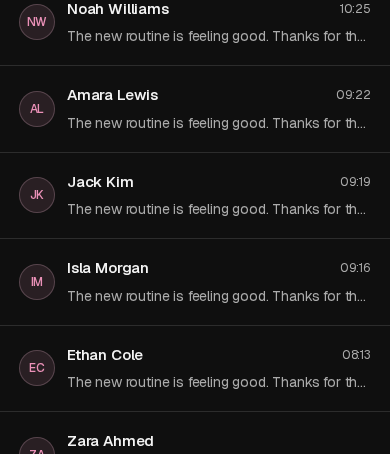 Noah Williams
10:25
NW
The new routine is feeling good. Thanks for th...
Amara Lewis
09:22
AL
The new routine is feeling good. Thanks for th...
Jack Kim
09:19
JK
The new routine is feeling good. Thanks for th...
Isla Morgan
09:16
IM
The new routine is feeling good. Thanks for th...
Ethan Cole
08:13
EC
The new routine is feeling good. Thanks for th...
Zara Ahmed
ZA